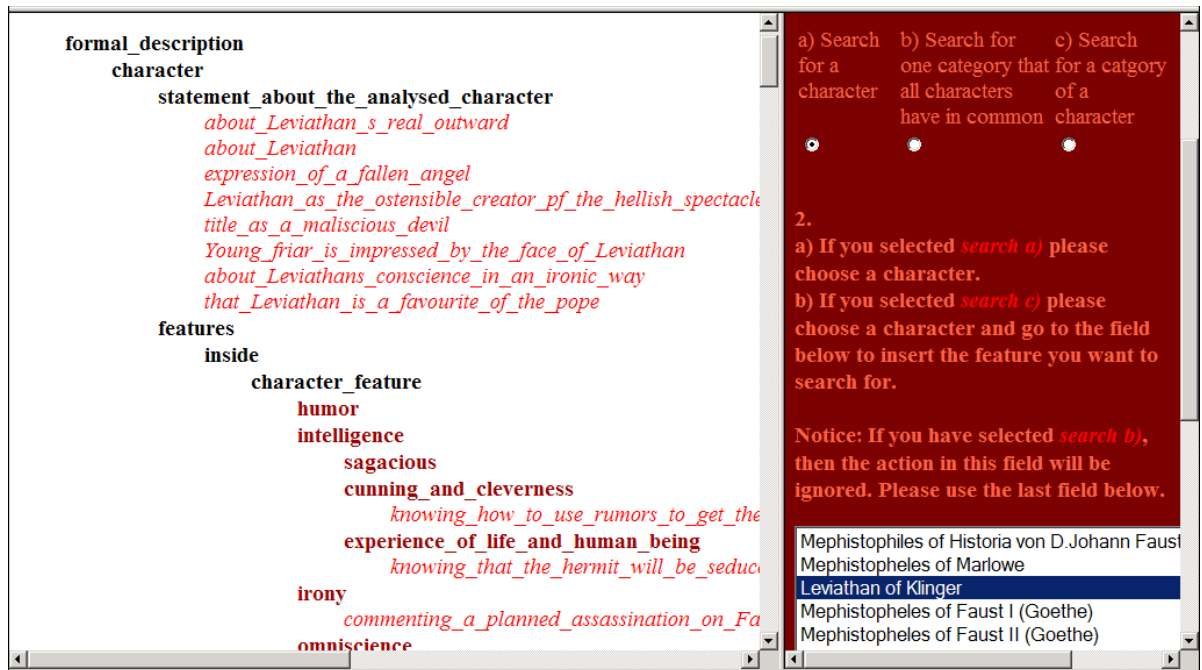 formal_description
character
statement_about_the_analysed_character
about_Leviathan_s_real_outward
about_Leviathan
expression_of_a_fallen_angel
Leviathan_as_the_ostensible_creator_pf_the_hellish_spectacle
title_as_a_maliscious_devil
Young_friar_is_impressed_by_the_face_of_Leviathan
about_Leviathans_conscience_in_an_ironic_way
that_Leviathan_is_a_favourite_of_the_pope
features
inside
character_feature
humor
intelligence
sagacious
cunning_and_cleverness
knowing_how_to_use_rumors_to_get_the
experience_of_life_and_human_being
knowing_that_the_hermit_will_be_seduc
irony
commenting_a_planned_assassination_on_Fa
omniscience
a) Search for a character
b) Search for one category that all characters have in common
c) Search for a catgory of a character
2.
a) If you selected search a) please
choose a character.
b) If you selected search c) please
choose a character and go to the field
below to insert the feature you want to
search for.
Notice: If you have selected search b),
then the action in this field will be
ignored. Please use the last field below.
Mephistophiles of Historia von D.Johann Faust
Mephistopheles of Marlowe
Leviathan of Klinger
Mephistopheles of Faust I (Goethe)
Mephistopheles of Faust II (Goethe)